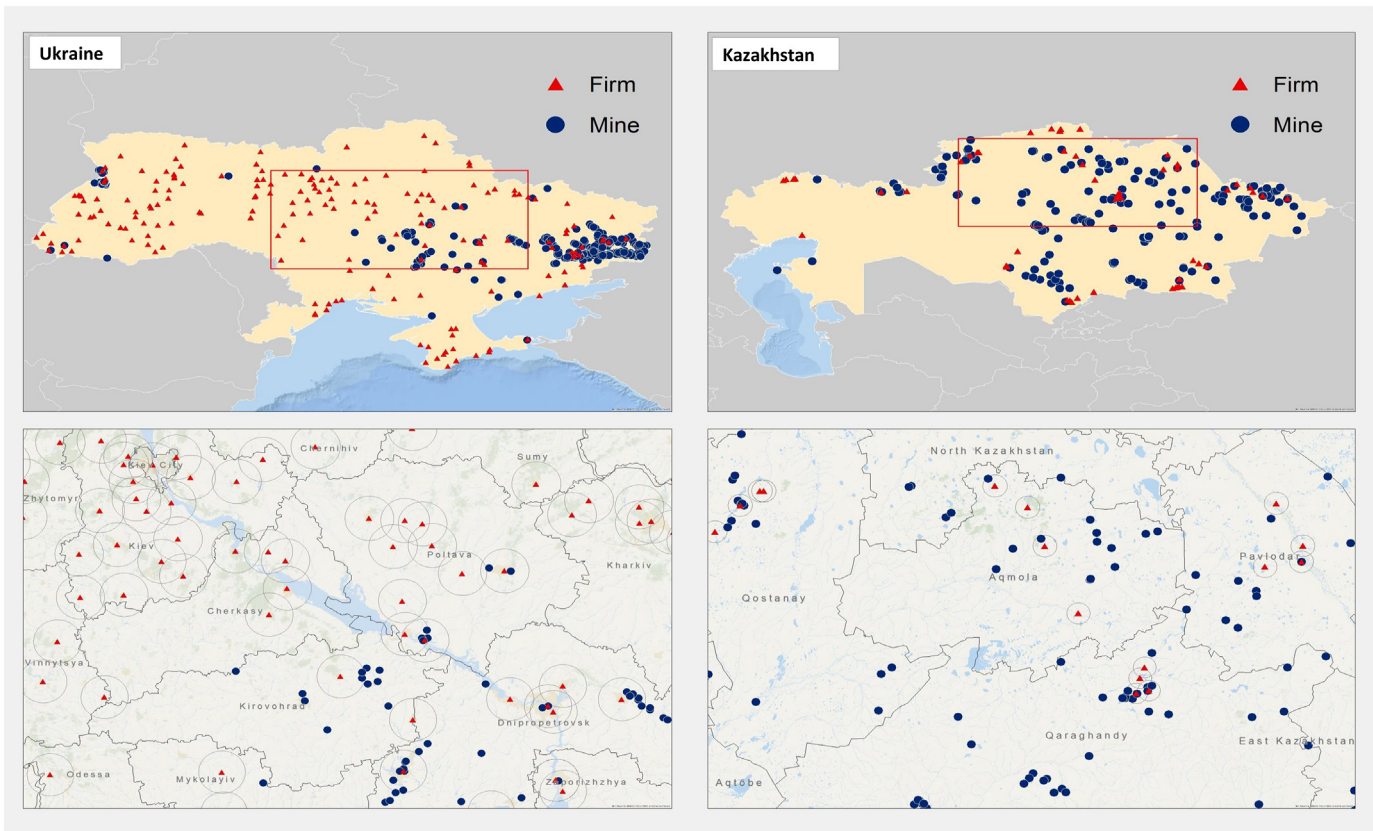 Ukraine
Firm
Mine
Kazakhstan
Firm
Mine
Chernihiv
Sumy
Kiev City
Zhytomyr
Kiev
Poltava
Kharkiv
Cherkasy
Vinnytsya
Kirovohrad
Dnipropetrovsk
Odessa
Mykolayiv
Zaporizhzhya
North Kazakhstan
Pavlodar
Aqmola
Qostanay
Qaraghandy
East Kazakhstan
Aqtöbe